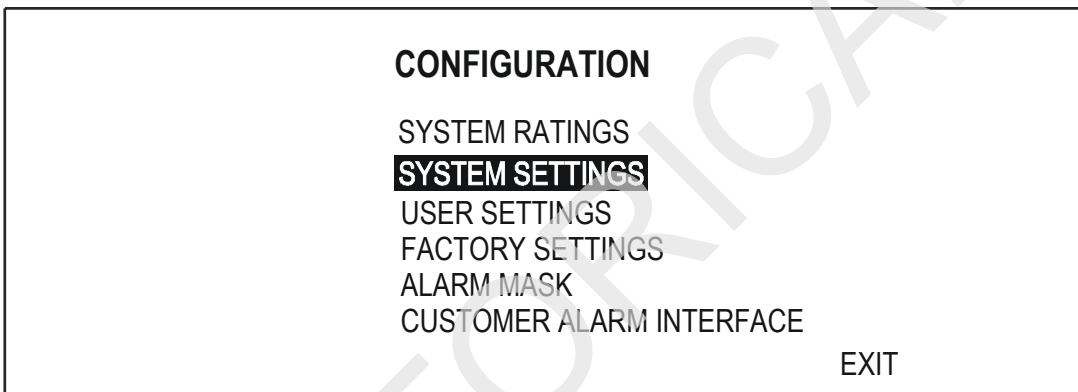 CONFIGURATION
SYSTEM RATINGS
SYSTEM SETTINGS
USER SETTINGS
FACTORY SETTINGS
ALARM MASK
CUSTOMER ALARM INTERFACE
EXIT